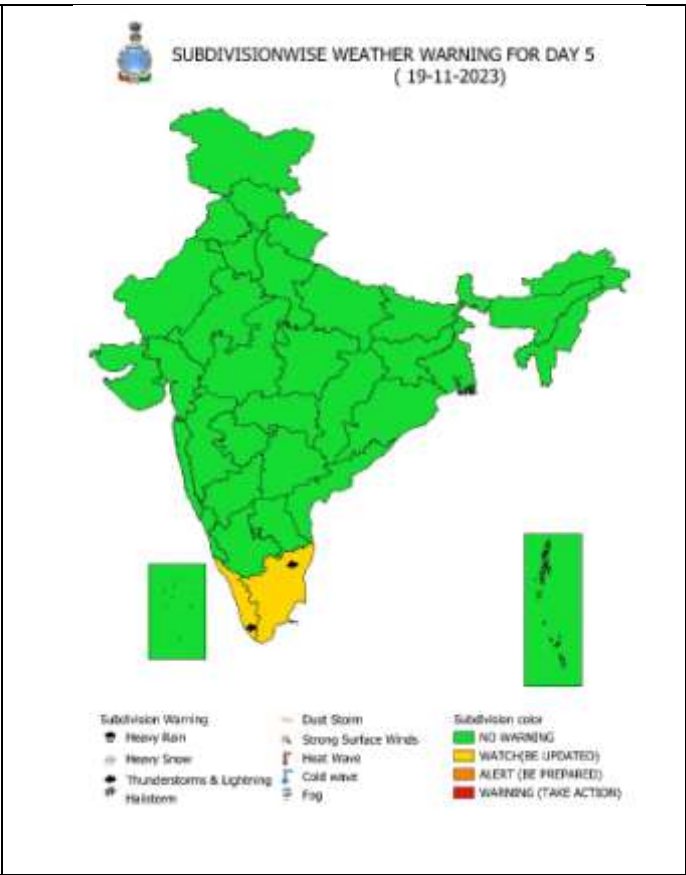 SUBDIVISIONWISE WEATHER WARNING FOR DAY 5
( 19-11-2023)
Subdivision Warning
Heavy Rain
Heavy Snow
Thunderstorms & Lightning
Hailstorm
Dust Storm
Strong Surface Winds
Heat Wave
Cold wave
Fog
Subdivision color
NO WARNING
WATCH(BE UPDATED)
ALERT (BE PREPARED)
WARNING (TAKE ACTION)